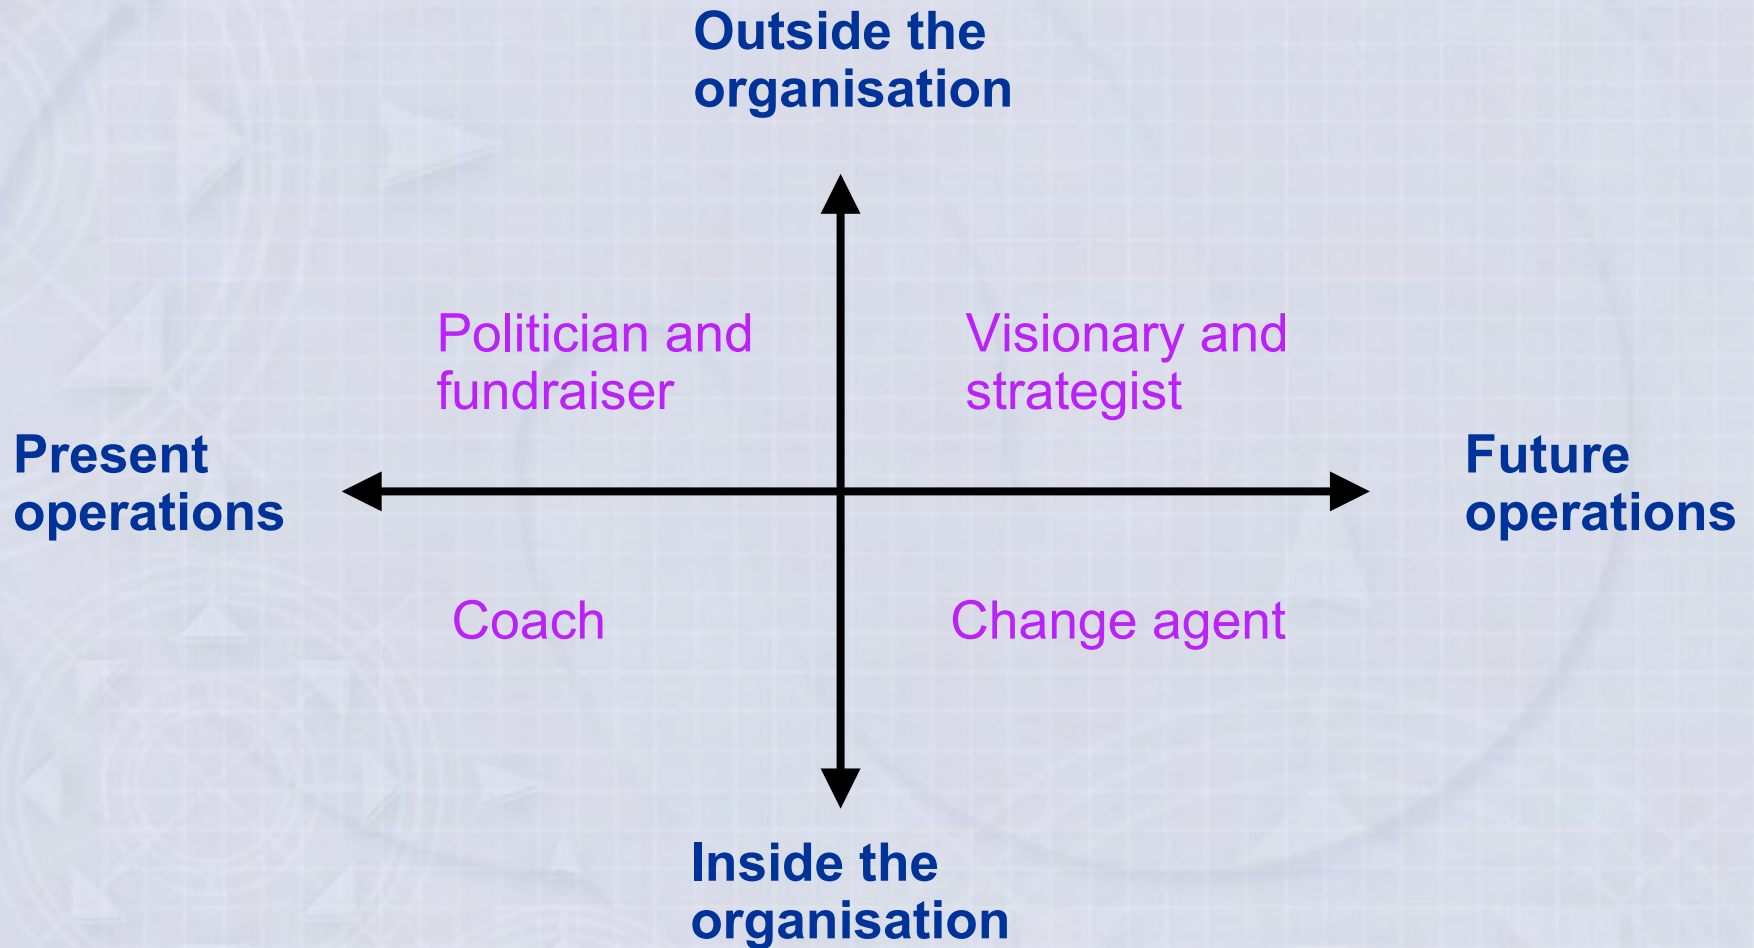 Outside the
organisation
Politician and
fundraiser
Visionary and
strategist
Present
operations
Future
operations
Coach
Change agent
Inside the
organisation